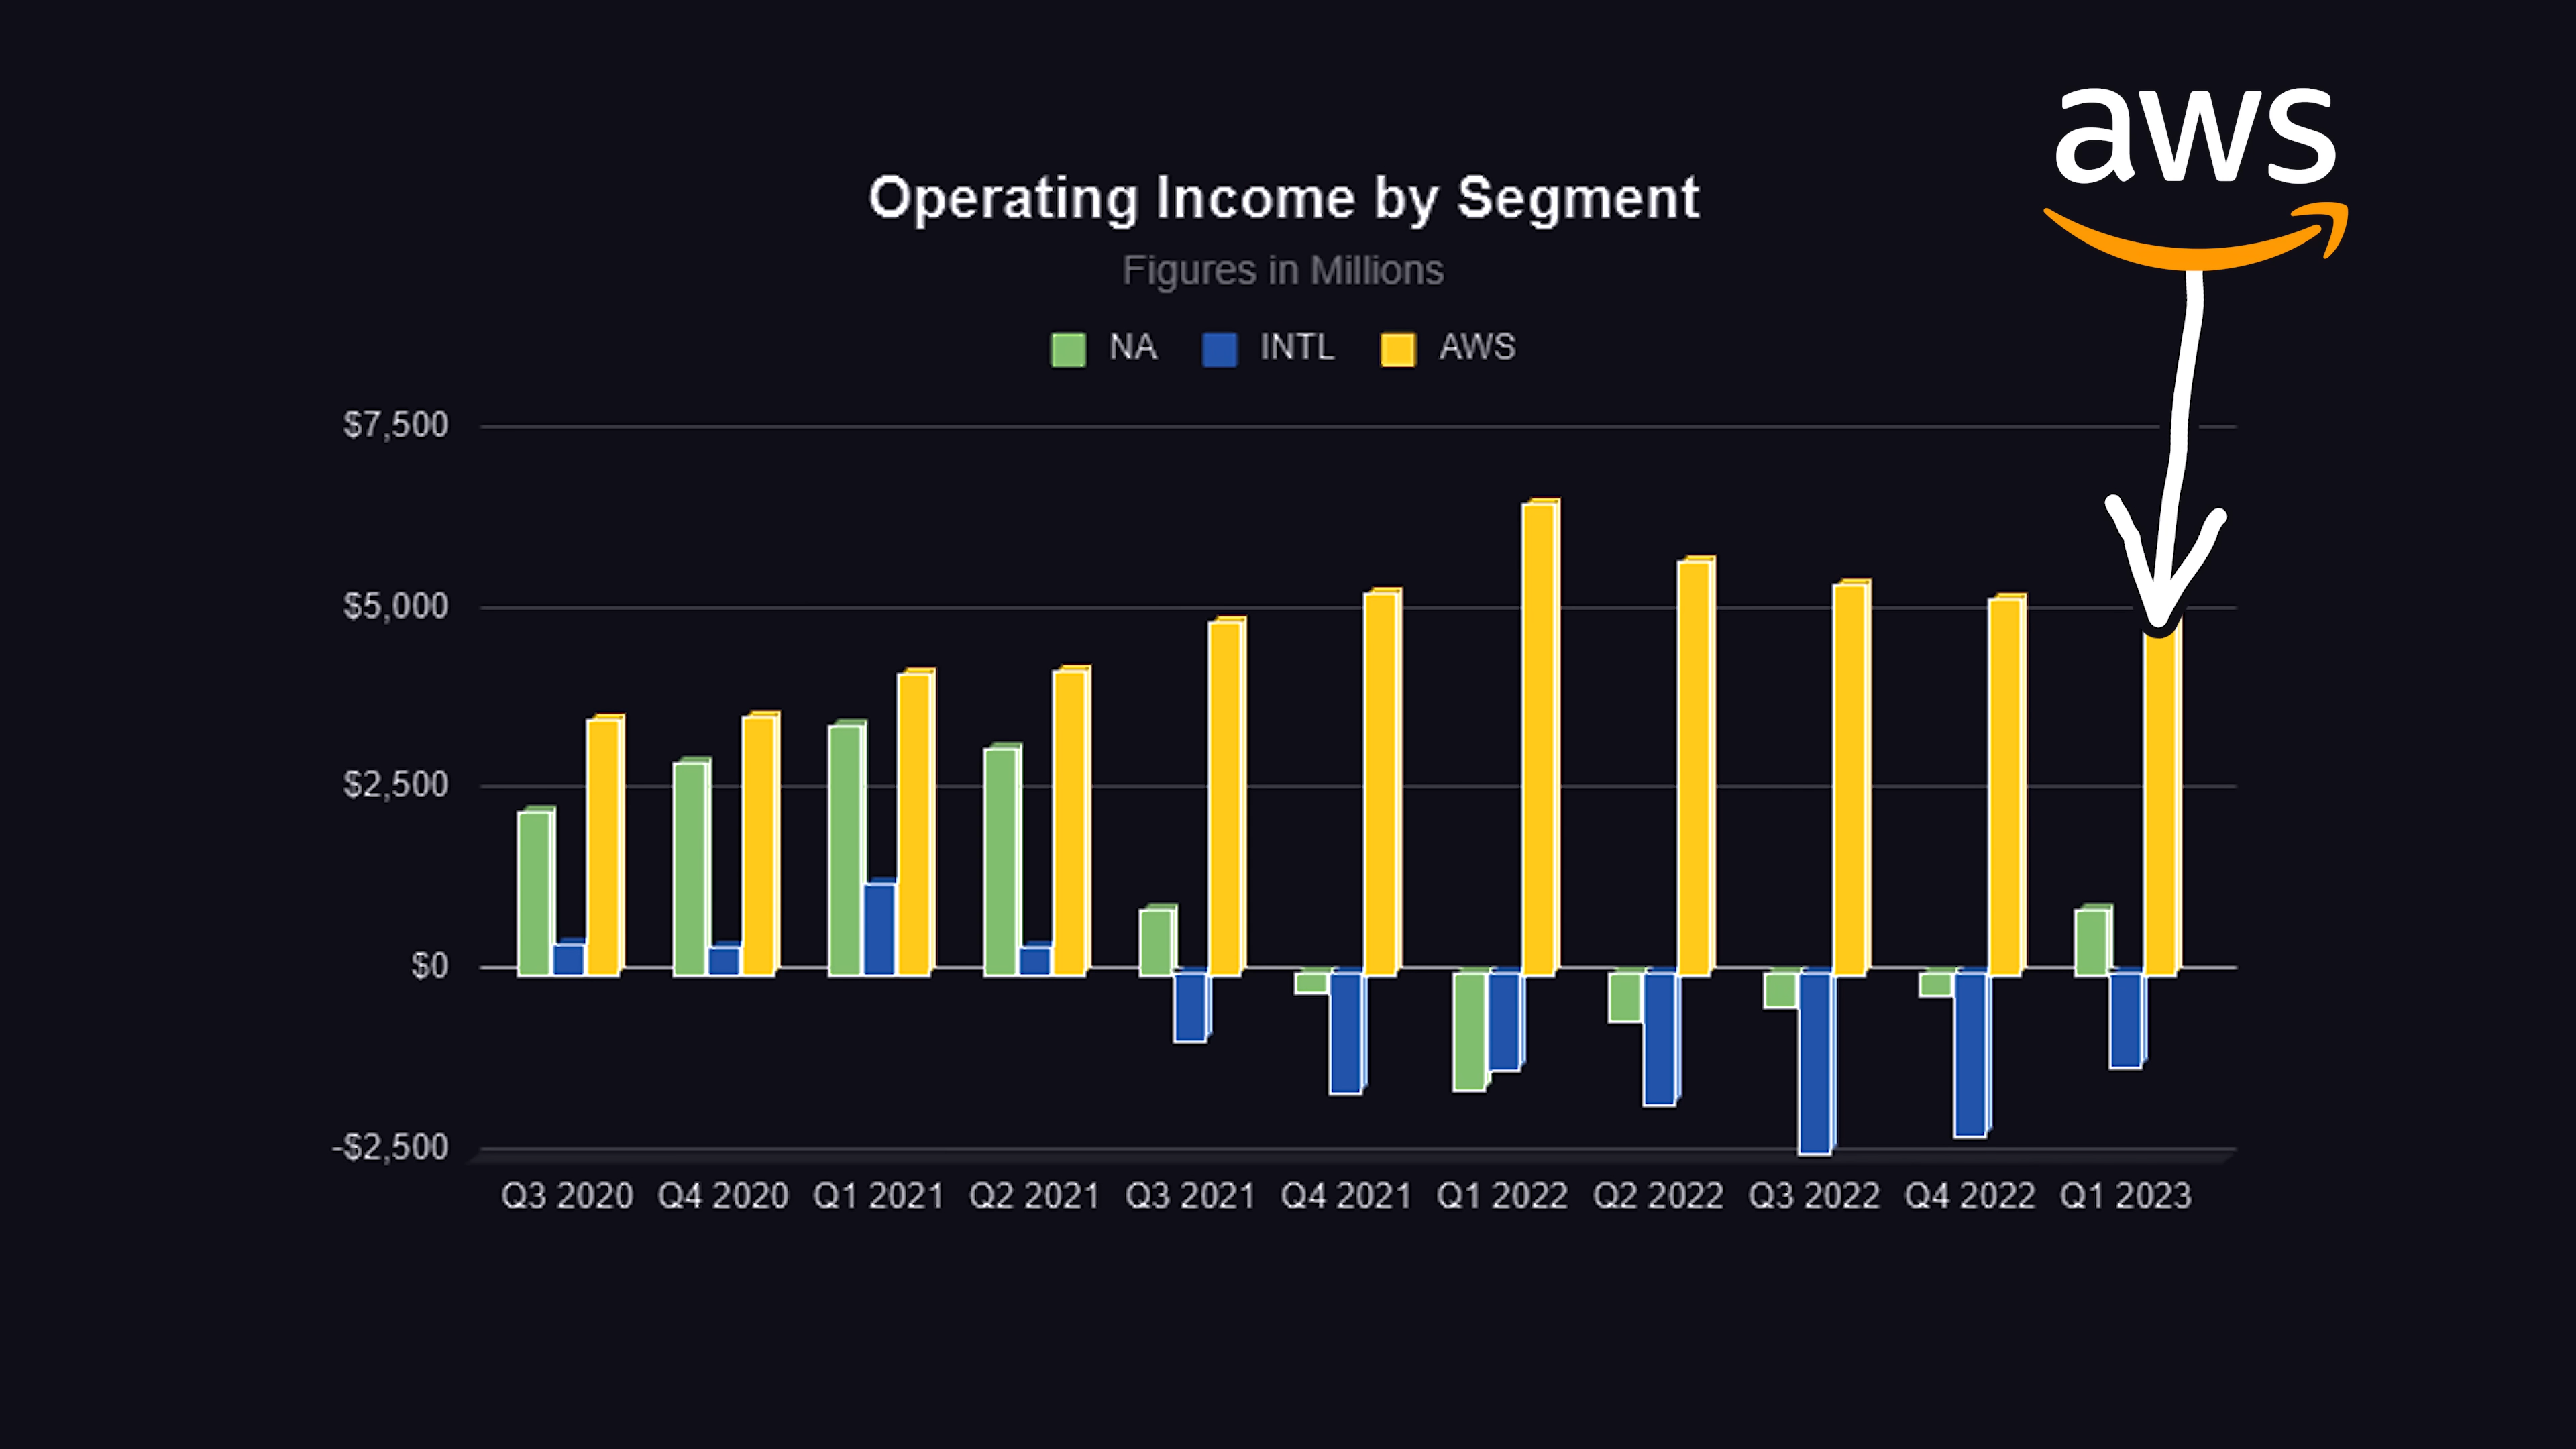 aws
Operating Income by Segment
Figures in Millions
NA INTL AWS
$7,500
$5,000
$2,500
$0
-$2,500
Q3 2020 Q4 2020 Q1 2021 Q2 2021 Q3 2021 Q4 2021 Q1 2022 Q2 2022 Q3 2022 Q4 2022 Q1 2023